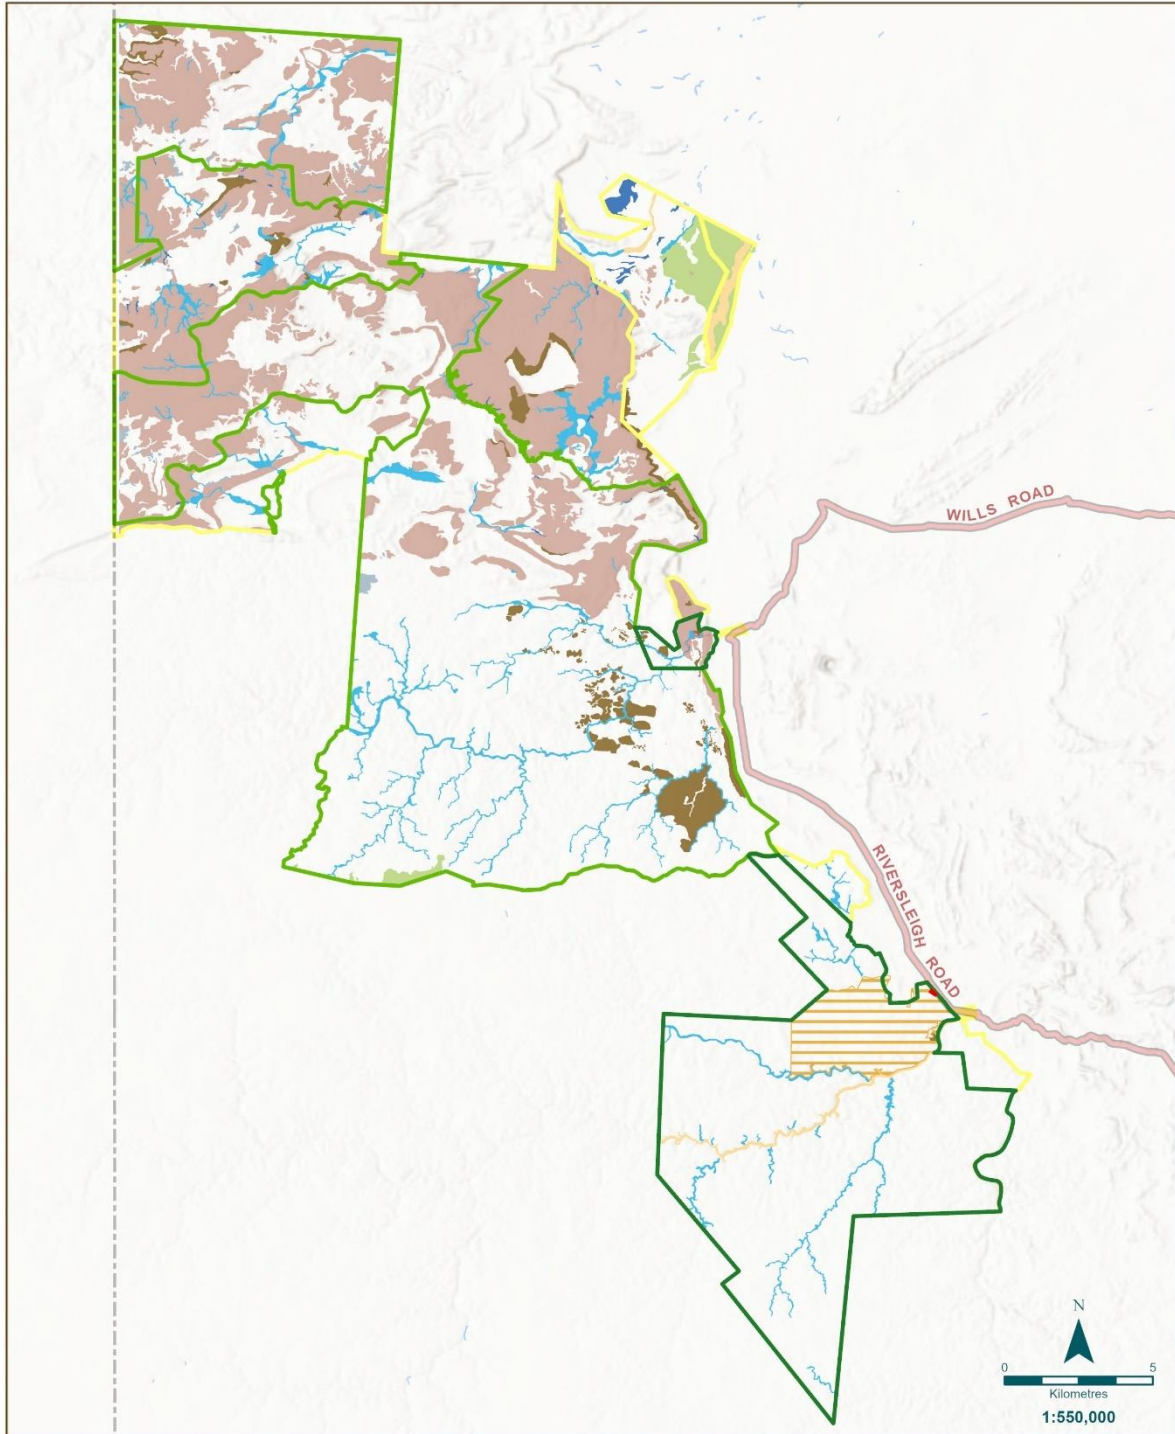 WILLS ROAD
RIVERSLEIGH ROAD
N
0 5
Kilometres
1:550,000